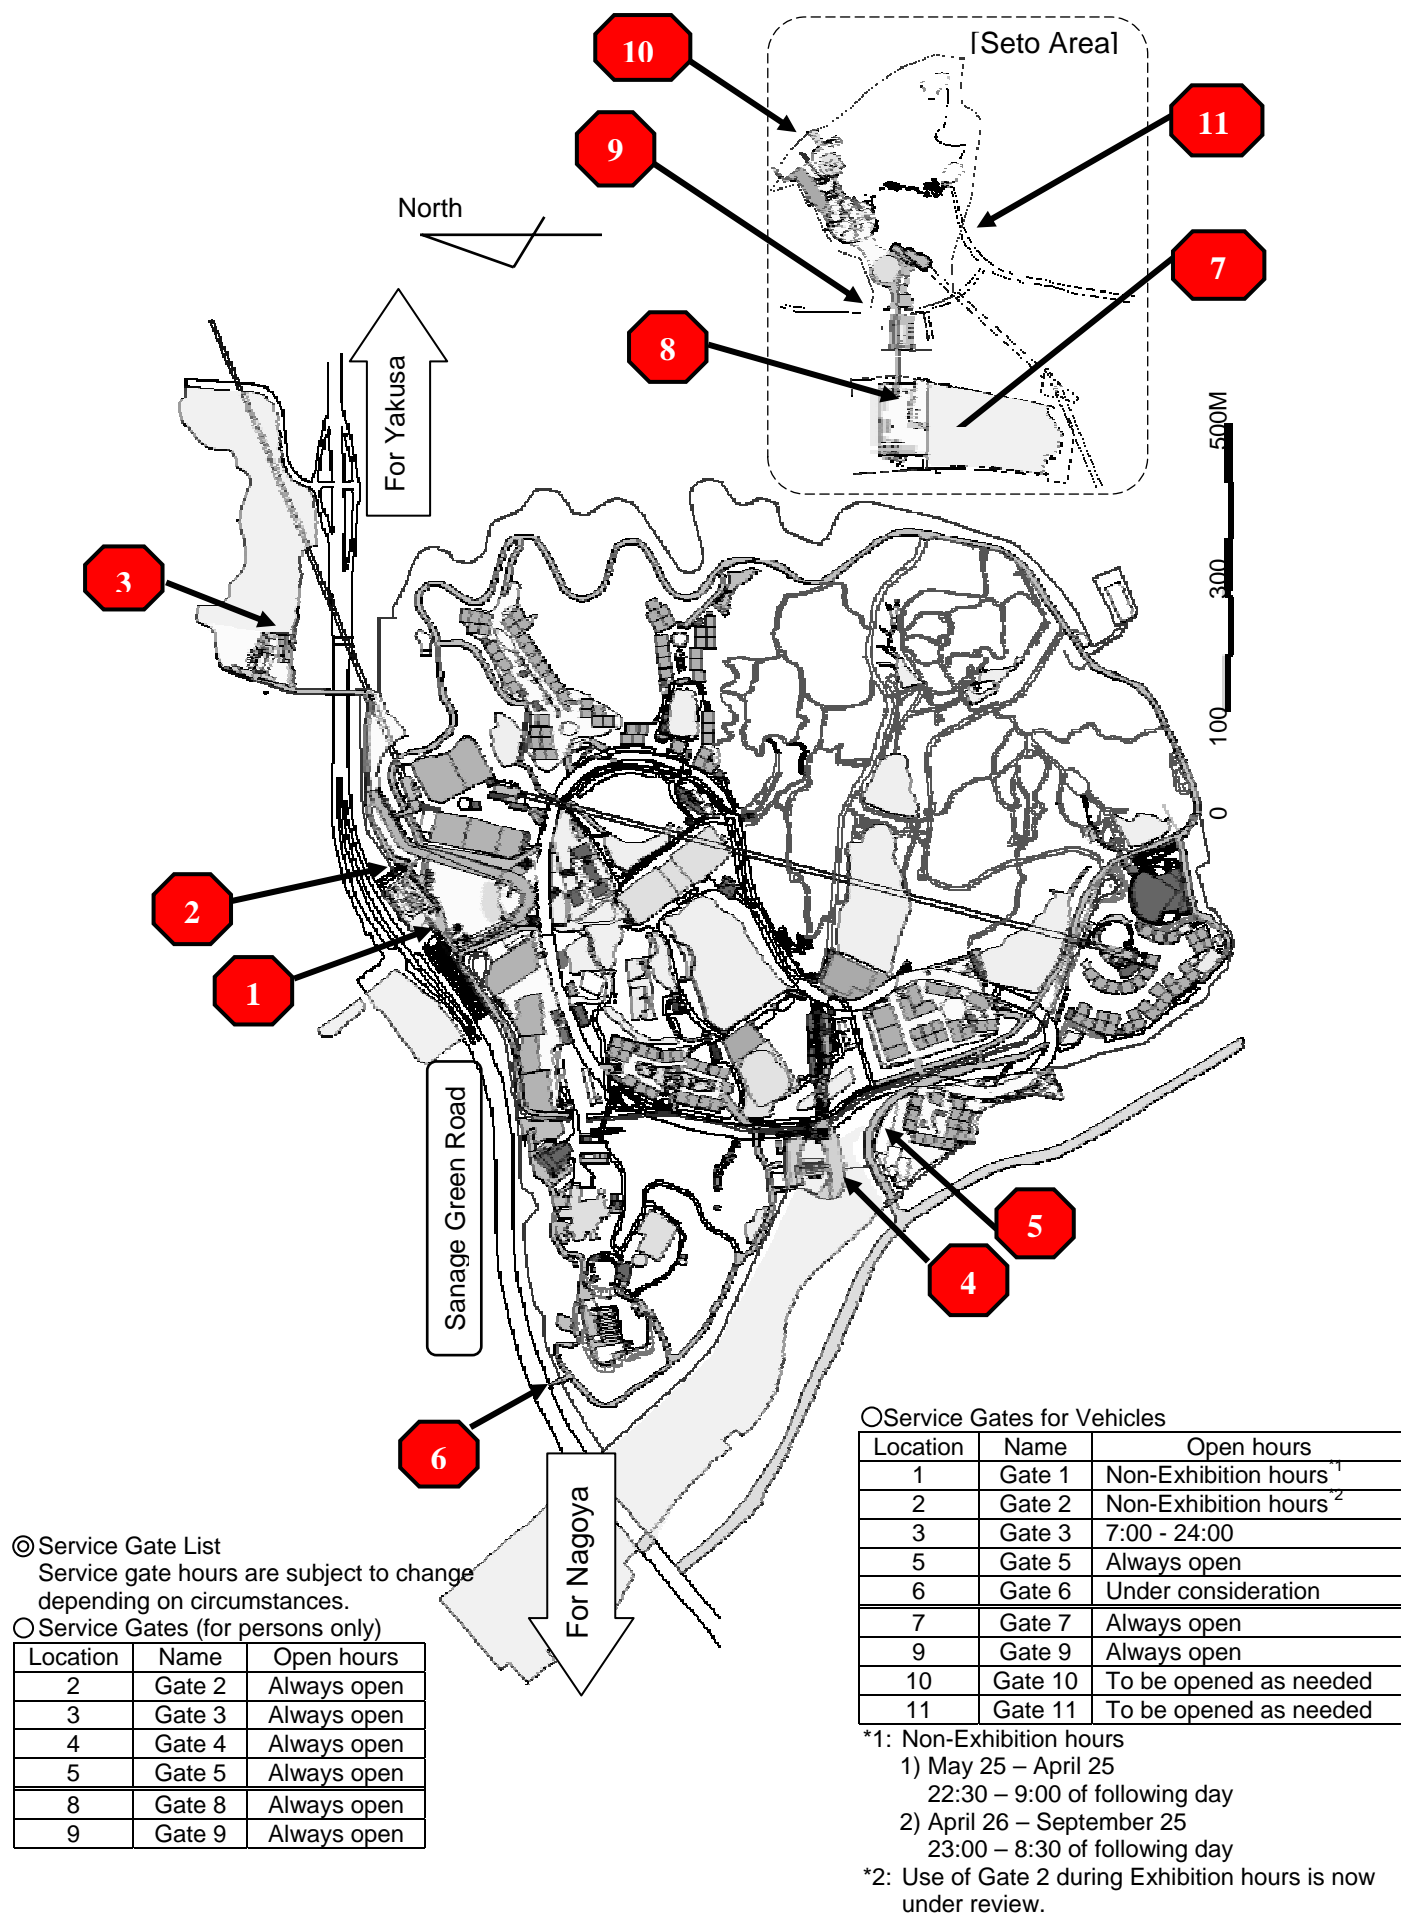 [Seto Area]
10
11
9
North
7
8
For Yakusa
500M
3
300
100
0
2
1
Sanage Green Road
5
4
6
For Nagoya
○Service Gates for Vehicles
Location Name Open hours
1 Gate 1 Non-Exhibition hours*1
2 Gate 2 Non-Exhibition hours*2
3 Gate 3 7:00 - 24:00
5 Gate 5 Always open
6 Gate 6 Under consideration
7 Gate 7 Always open
9 Gate 9 Always open
10 Gate 10 To be opened as needed
11 Gate 11 To be opened as needed
*1: Non-Exhibition hours
1) May 25 – April 25
22:30 – 9:00 of following day
2) April 26 – September 25
23:00 – 8:30 of following day
*2: Use of Gate 2 during Exhibition hours is now
under review.
◎Service Gate List
Service gate hours are subject to change
depending on circumstances.
○Service Gates (for persons only)
Location Name Open hours
2 Gate 2 Always open
3 Gate 3 Always open
4 Gate 4 Always open
5 Gate 5 Always open
8 Gate 8 Always open
9 Gate 9 Always open